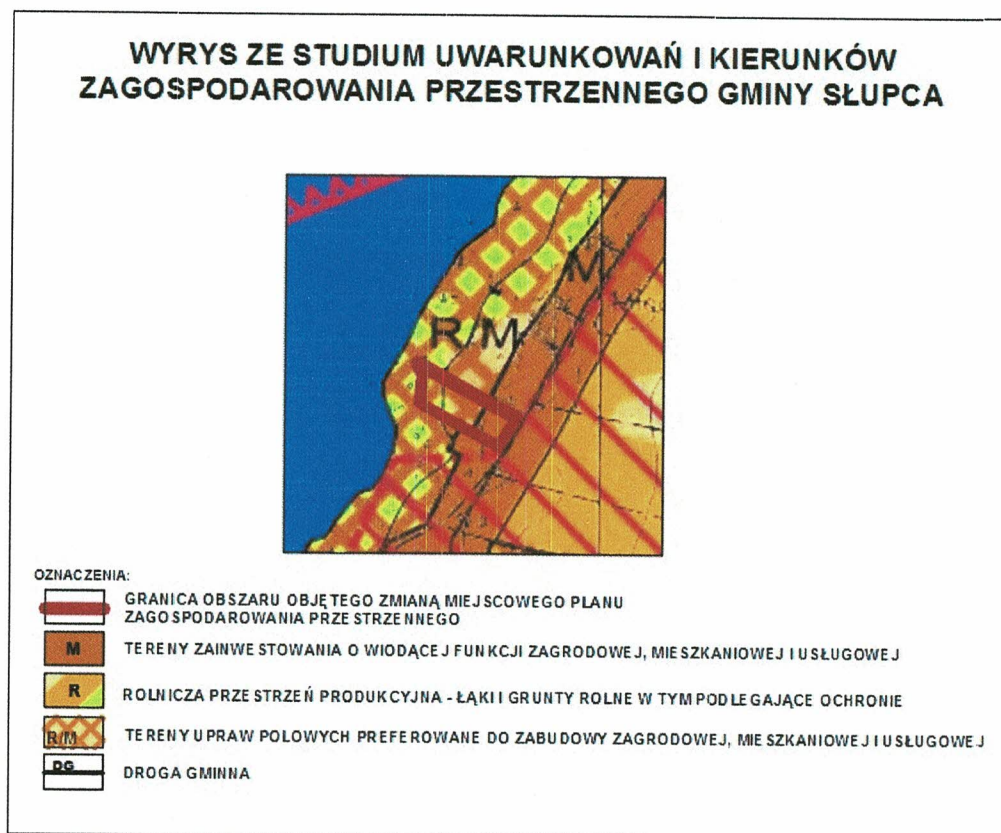 WYRYS ZE STUDIUM UWARUNKOWAŃ I KIERUNKÓW
ZAGOSPODAROWANIA PRZESTRZENNEGO GMINY SŁUPCA
M
R/M
OZNACZENIA:
GRANICA OBSZARU OBJĘTEGO ZMIANĄ MIEJSCOWEGO PLANU
ZAGOSPODAROWANIA PRZESTRZENNEGO
M TERENY ZAINWESTOWANIA O WIODĄCEJ FUNKCJI ZAGRODOWEJ, MIESZKANIOWEJ I USŁUGOWEJ
R ROLNICZA PRZESTRZEŃ PRODUKCYJNA - ŁĄKI I GRUNTY ROLNE W TYM PODLEGAJĄCE OCHRONIE
R/M TERENY UPRAW POLOWYCH PREFEROWANE DO ZABUDOWY ZAGRODOWEJ, MIESZKANIOWEJ I USŁUGOWEJ
DG DROGA GMINNA